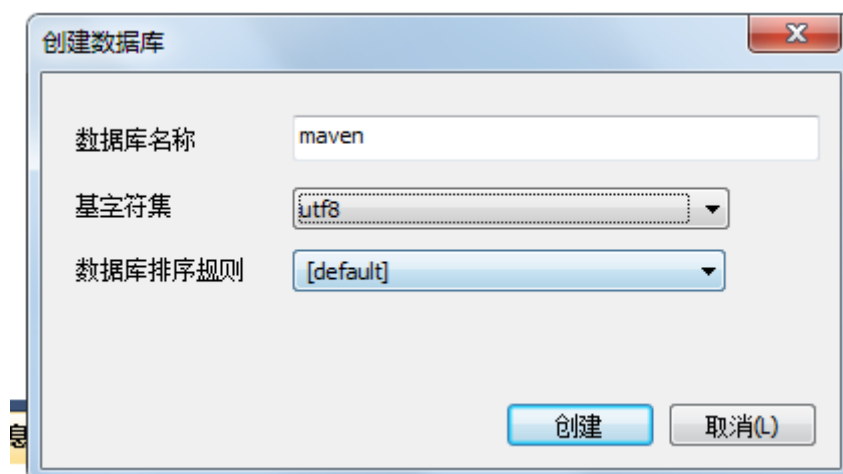 创建数据库
数据库名称 maven
基字符集 utf8
数据库排序规则 [default]
创建 取消(L)
息